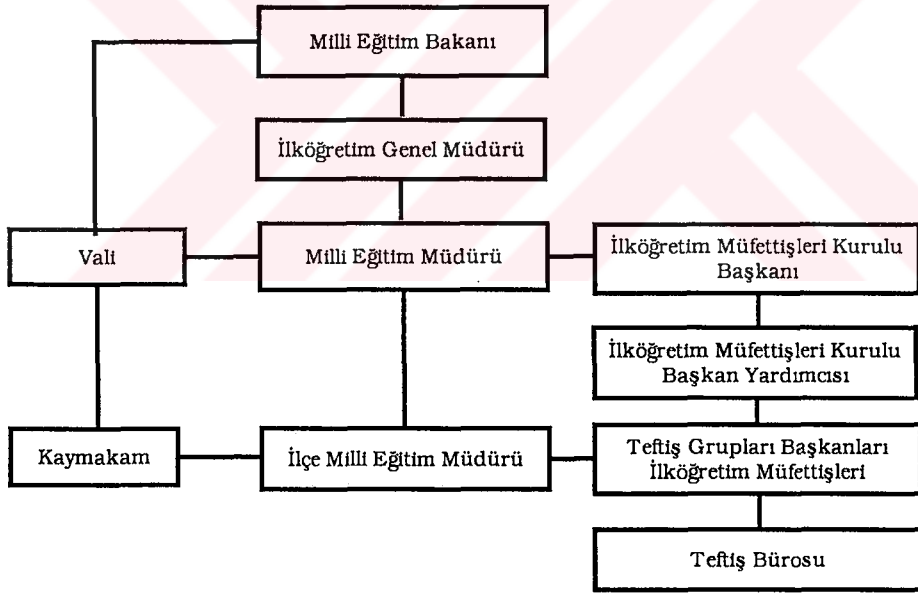 Milli Eğitim Bakanı
İlköğretim Genel Müdürü
Vali
Milli Eğitim Müdürü
İlköğretim Müfettişleri Kurulu
Başkanı
İlköğretim Müfettişleri Kurulu
Başkan Yardımcısı
Kaymakam
İlçe Milli Eğitim Müdürü
Teftiş Grupları Başkanları
İlköğretim Müfettişleri
Teftiş Bürosu